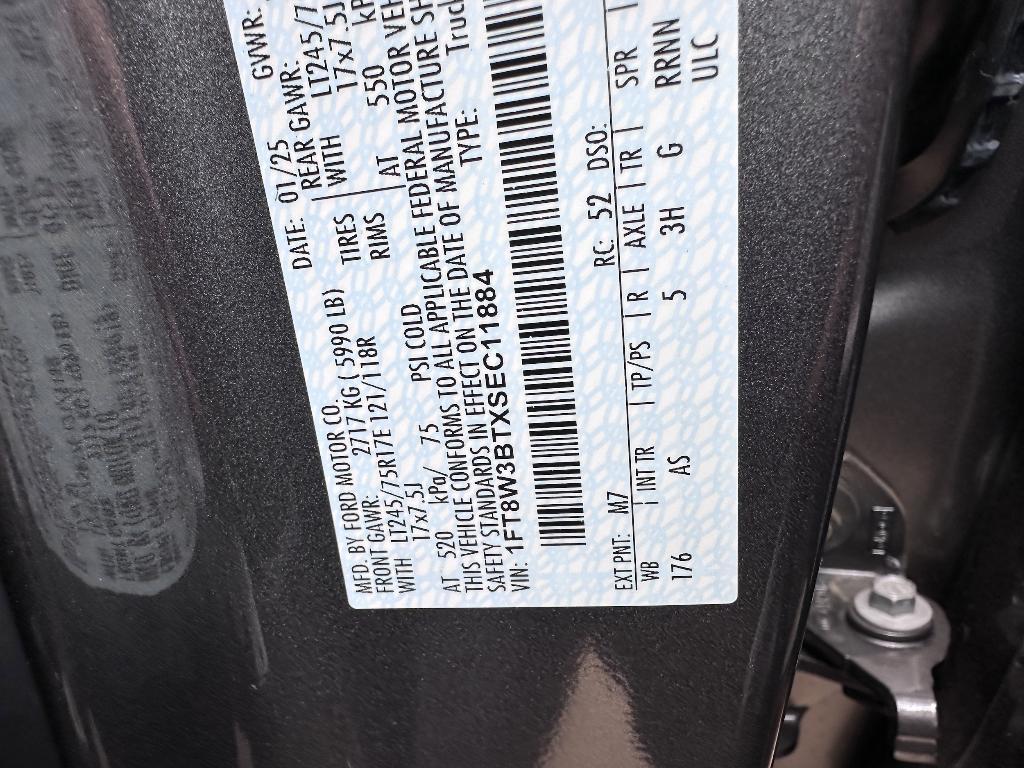 MFD. BY FORD MOTOR CO.
DATE: 01/25
GVWR:
FRONT GAWR: 2717 KG ( 5990 LB)
REAR GAWR:
WITH LT245/75R17E 121/118R
TIRES
WITH LT245/7
17x7.5J
RIMS
17x7.5J
AT 520 kPa/ 75 PSI COLD
AT 550 kP
THIS VEHICLE CONFORMS TO ALL APPLICABLE FEDERAL MOTOR VEH
SAFETY STANDARDS IN EFFECT ON THE DATE OF MANUFACTURE SH
VIN: 1FT8W3BTXSEC11884
TYPE: Truc
EXT PNT: M7
RC: 52 DSO:
WB | INT TR | TP/PS | R | AXLE | TR | SPR |
176 AS 5 3H G RRNN
ULC